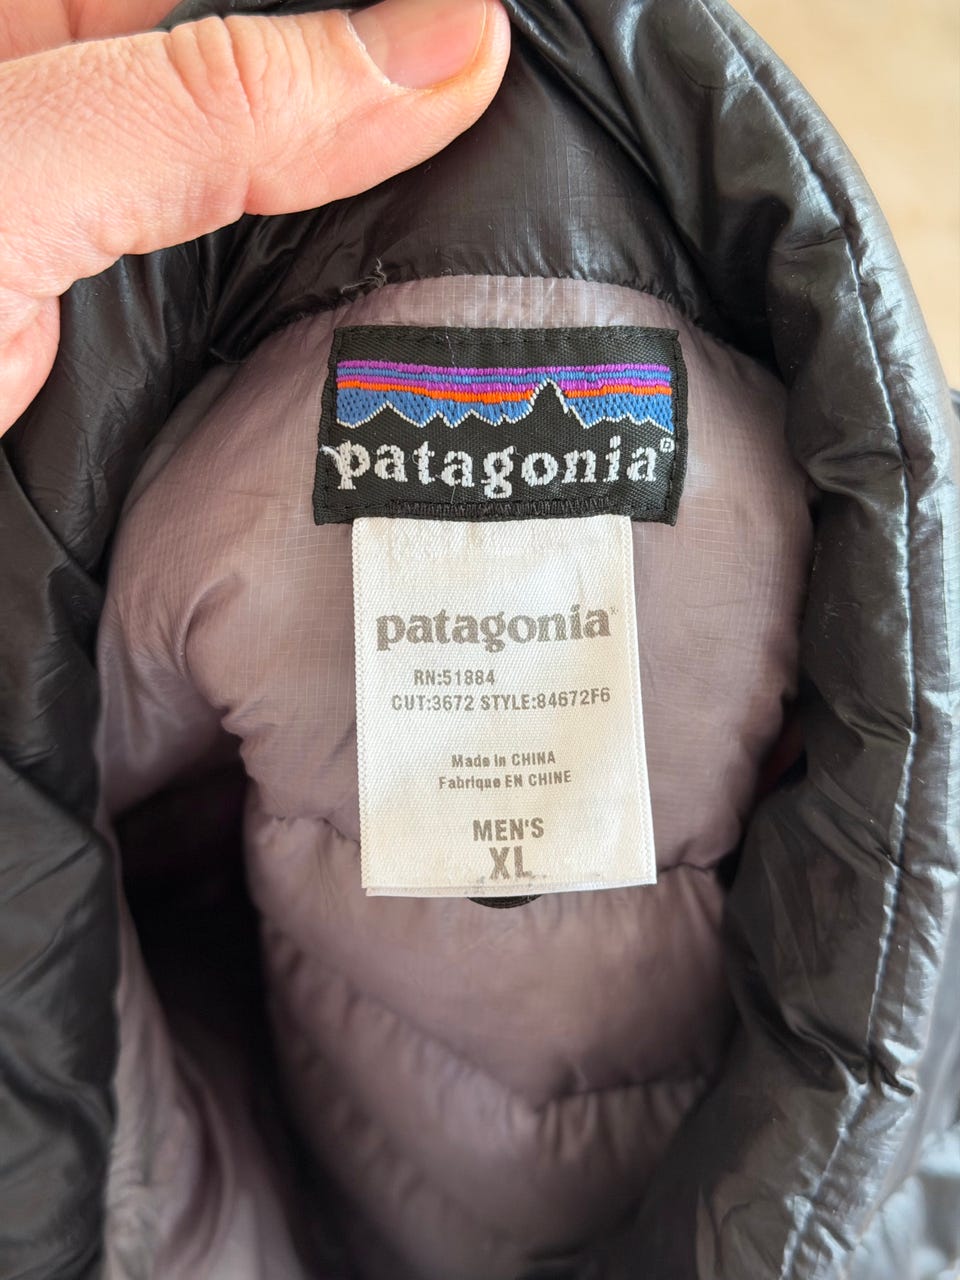 patagonia®
patagonia®
RN:51884
CUT:3672 STYLE:84672F6
Made in CHINA
Fabrique EN CHINE
MEN'S
XL